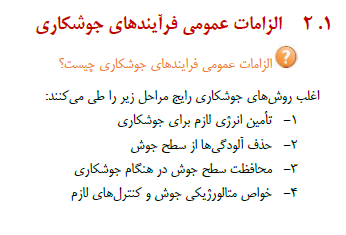 ۲.۱ الزامات عمومی فرآیندهای جوشکاری
الزامات عمومی فرایندهای جوشکاری چیست؟
اغلب روش‌های جوشکاری رایج مراحل زیر را طی می‌کنند:
۱- تأمین انرژی لازم برای جوشکاری
۲- حذف آلودگی‌ها از سطح جوش
۳- محافظت سطح جوش در هنگام جوشکاری
۴- خواص متالورژیکی جوش و کنترل‌های لازم